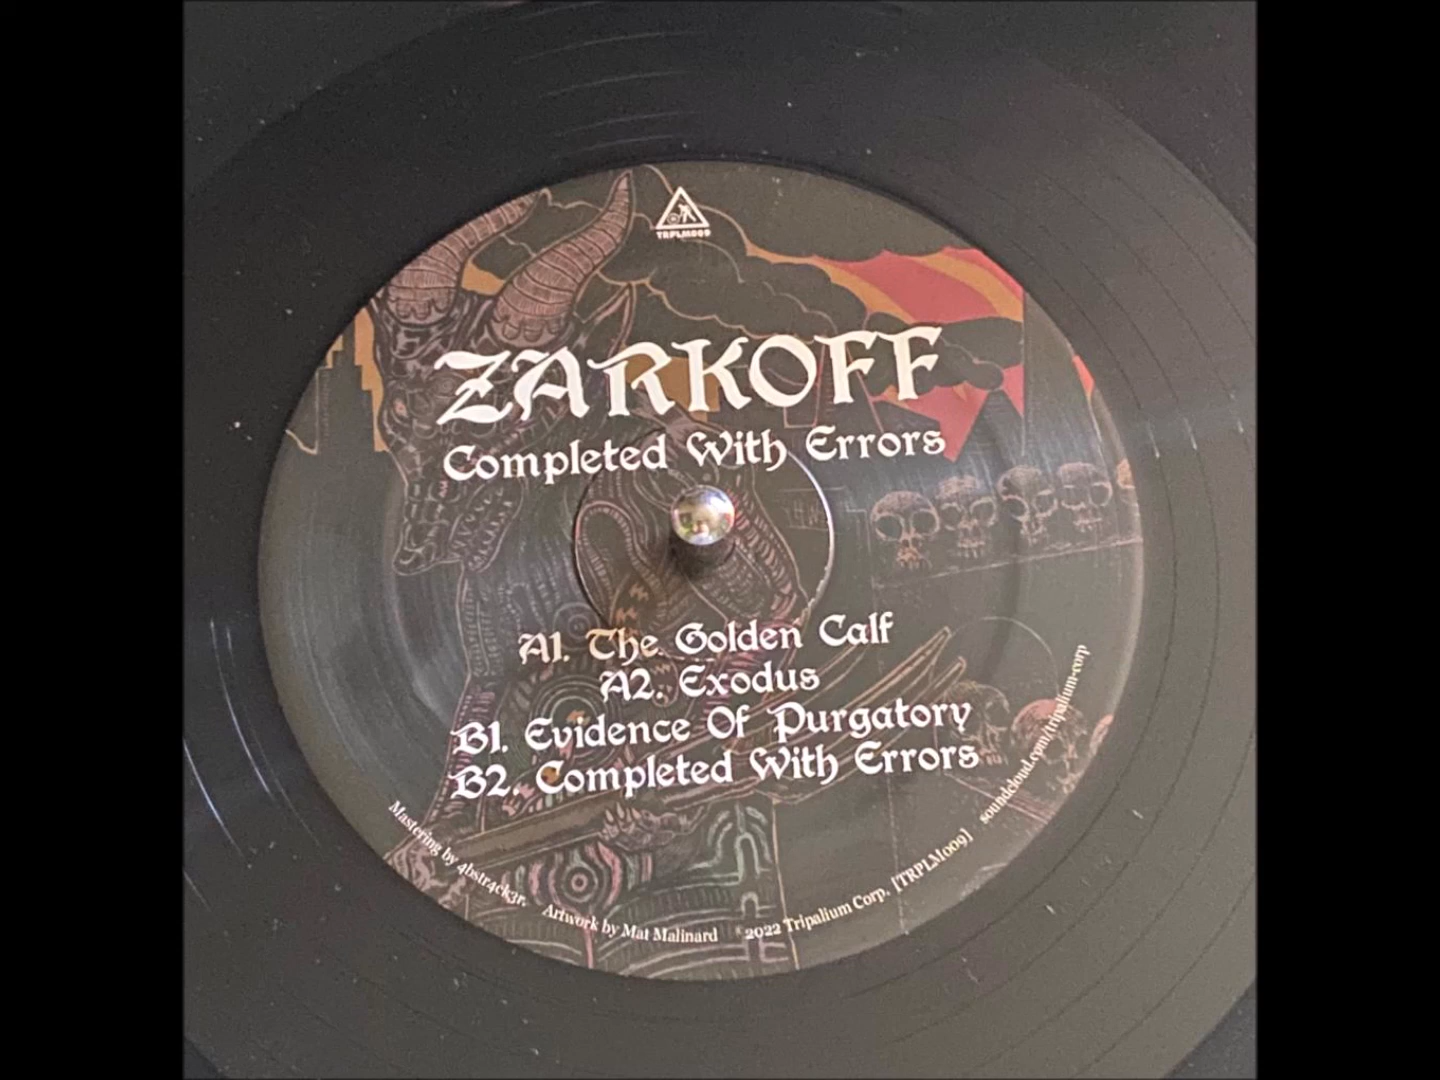 TRPLM009
ZARKOFF
Completed With Errors
A1. The Golden Calf
A2. Exodus
B1. Evidence Of Purgatory
B2. Completed With Errors
Mastering by 4bstr4ck3r. Artwork by Mat Malinard ©2022 Tripalium Corp. [TRPLM009] soundcloud.com/tripalium-corp